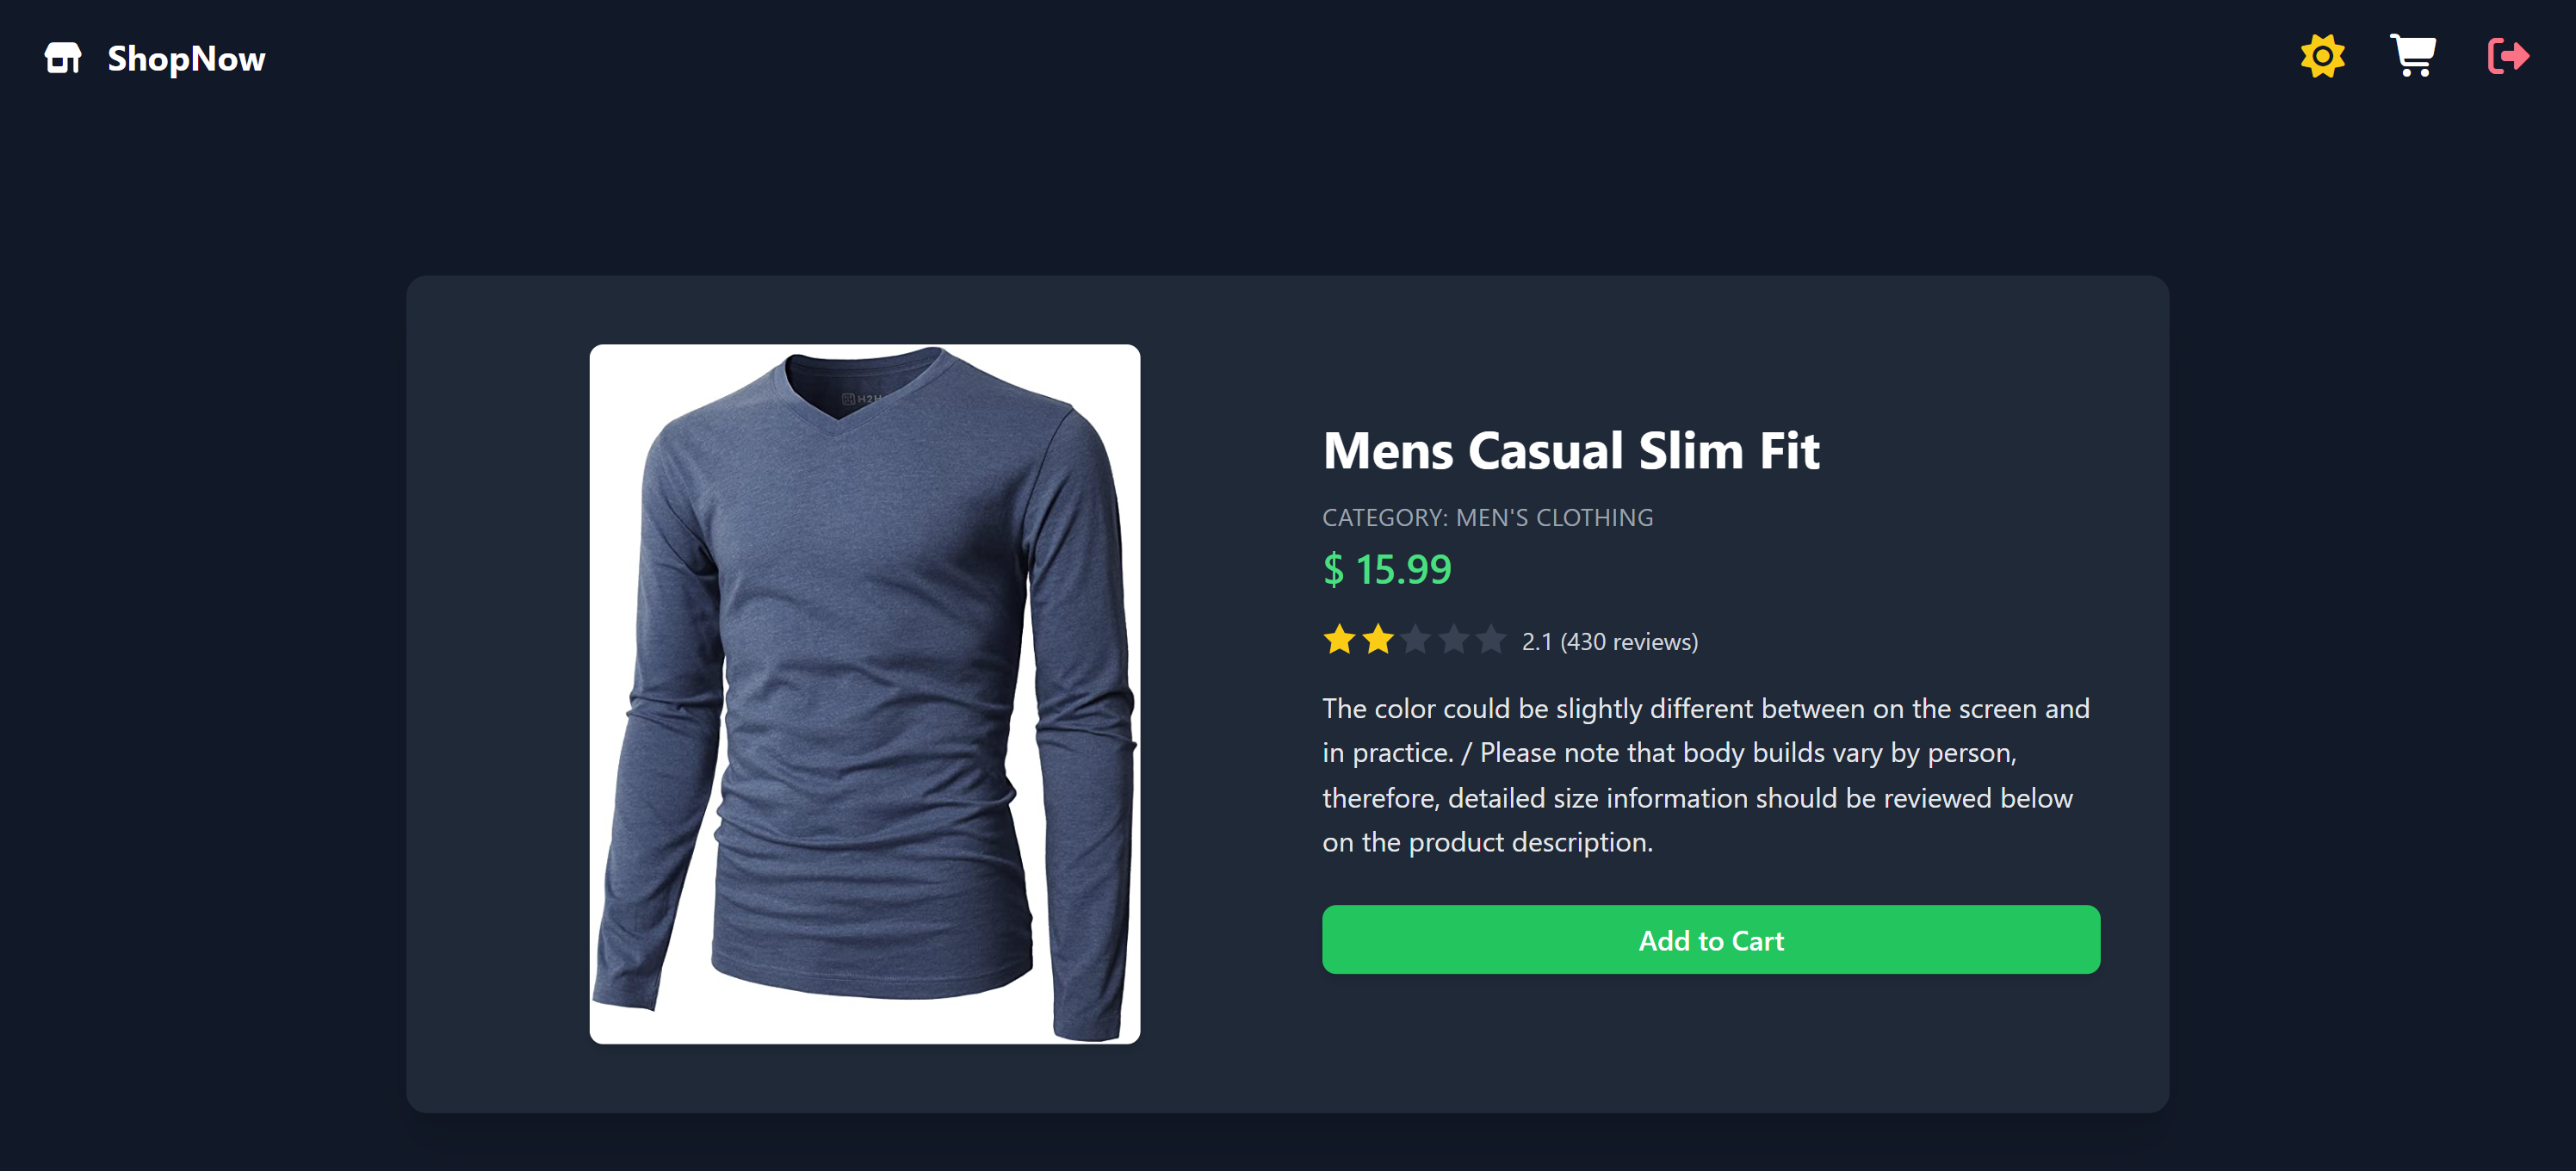 ShopNow
H2H
Mens Casual Slim Fit
CATEGORY: MEN'S CLOTHING
$ 15.99
2.1 (430 reviews)
The color could be slightly different between on the screen and
in practice. / Please note that body builds vary by person,
therefore, detailed size information should be reviewed below
on the product description.
Add to Cart